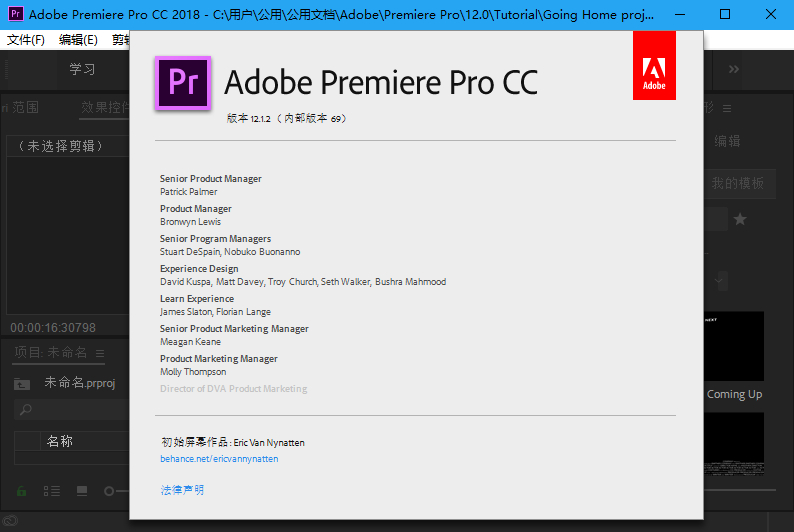 Pr Adobe Premiere Pro CC 2018 - C:\用户\公用\公用文档\Adobe\Premiere Pro\12.0\Tutorial\Going Home proj...
文件(F) 编辑(E) 剪辑
学习
ri 范围 效果控件
（未选择剪辑）
00:00:16:30798
项目: 未命名
未命名.prproj
名称
Pr Adobe Premiere Pro CC
Adobe
版本 12.1.2（内部版本 69）
Senior Product Manager
Patrick Palmer
Product Manager
Bronwyn Lewis
Senior Program Managers
Stuart DeSpain, Nobuko Buonanno
Experience Design
David Kuspa, Matt Davey, Troy Church, Seth Walker, Bushra Mahmood
Learn Experience
James Slaton, Florian Lange
Senior Product Marketing Manager
Meagan Keane
Product Marketing Manager
Molly Thompson
Director of DVA Product Marketing
初始屏幕作品: Eric Van Nynatten
behance.net/ericvannynatten
法律声明
形
编辑
我的模板
Coming Up